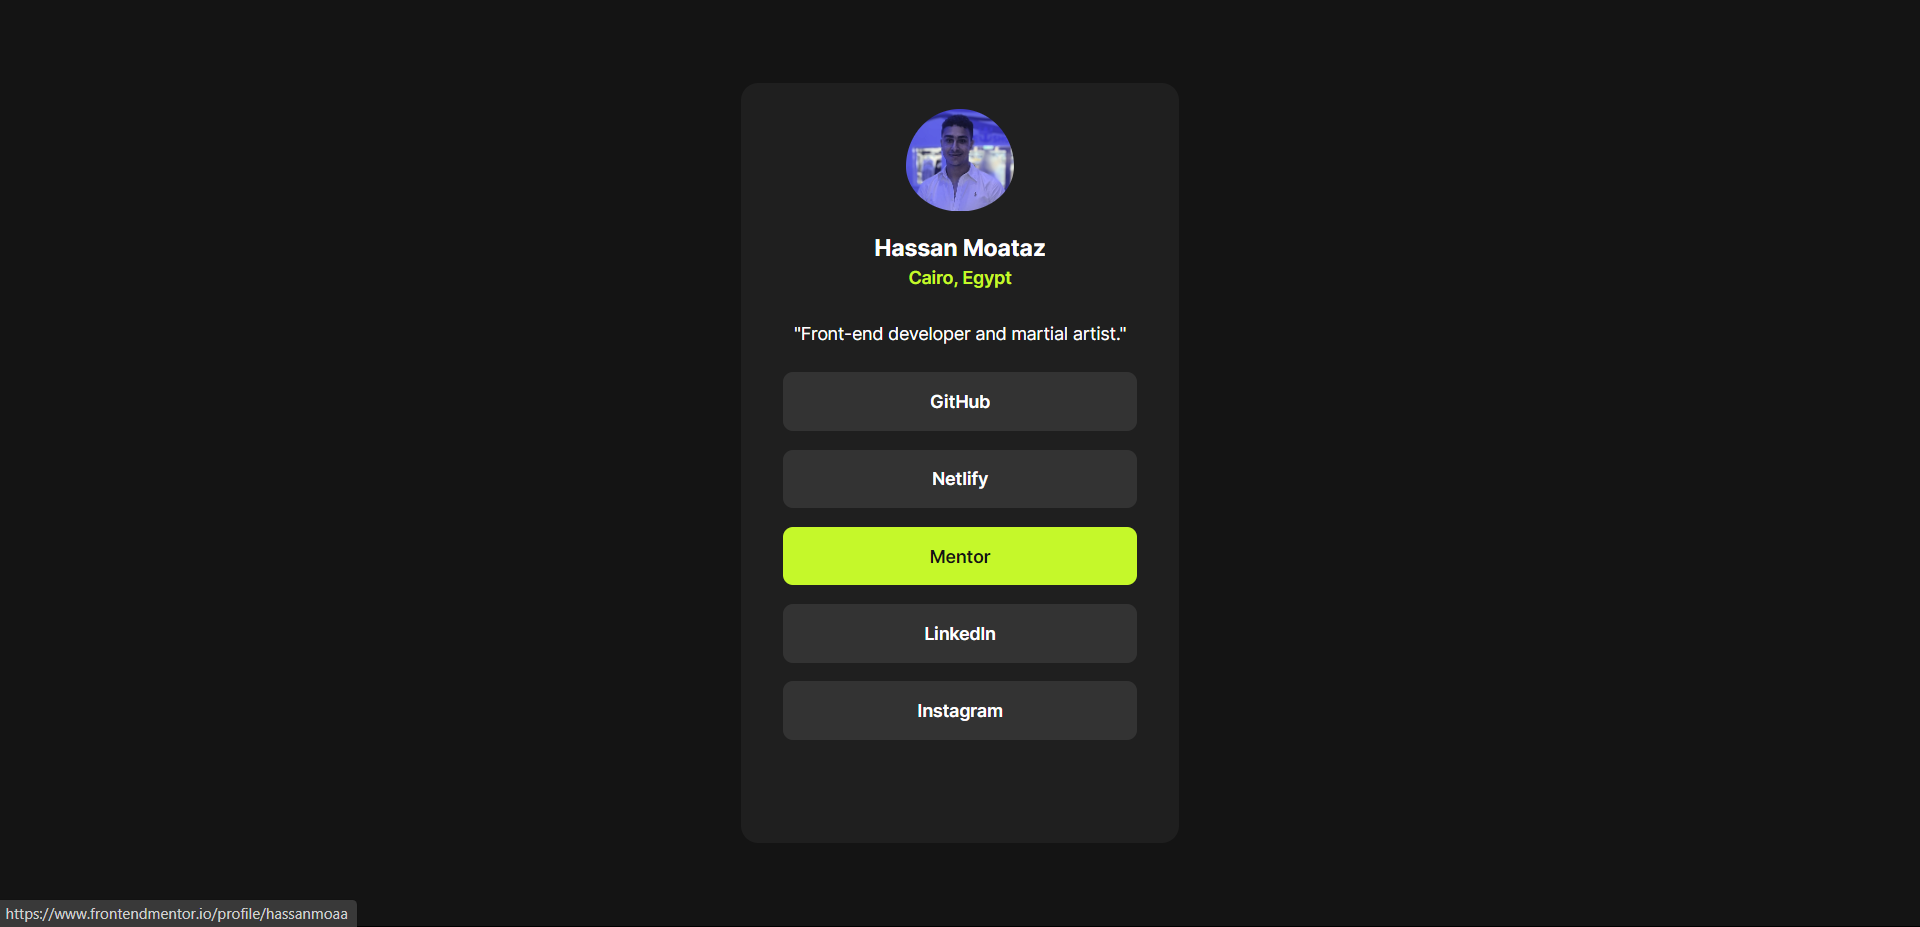 Hassan Moataz
Cairo, Egypt
"Front-end developer and martial artist."
GitHub
Netlify
Mentor
LinkedIn
Instagram
https://www.frontendmentor.io/profile/hassanmoaa